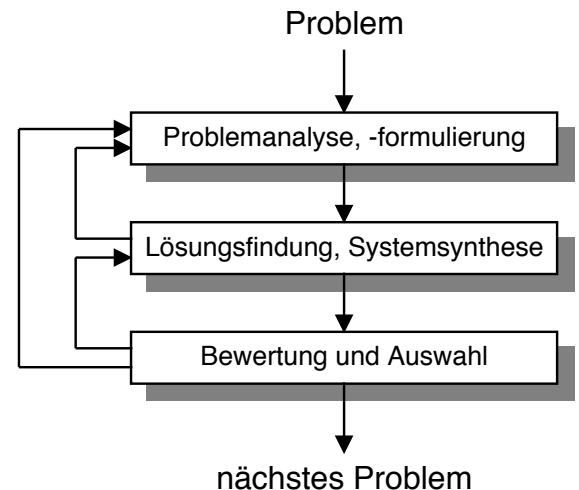 Problem
Problemanalyse, -formulierung
Lösungsfindung, Systemsynthese
Bewertung und Auswahl
nächstes Problem